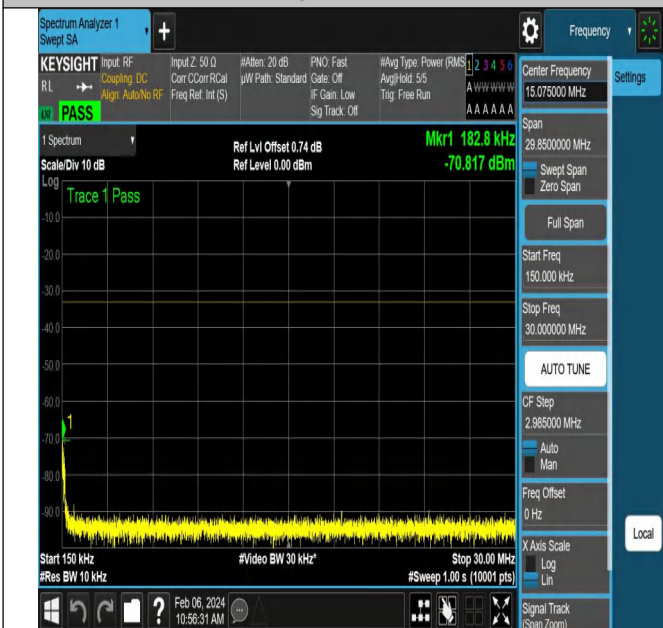 Spectrum Analyzer 1
Swept SA
+
Frequency
KEYSIGHT
RL
LXI
PASS
Input: RF
Coupling: DC
Align: Auto/No RF
Input Z: 50 Ω
Corr CCorr RCal
Freq Ref: Int (S)
#Atten: 20 dB
µW Path: Standard
PNO: Fast
Gate: Off
IF Gain: Low
Sig Track: Off
#Avg Type: Power (RMS)
Avg|Hold: 5/5
Trig: Free Run
1 2 3 4 5 6
A W W W W W
A A A A A A
1 Spectrum
Scale/Div 10 dB
Ref Lvl Offset 0.74 dB
Ref Level 0.00 dBm
Mkr1 182.8 kHz
-70.817 dBm
Log
Trace 1 Pass
-10.0
-20.0
-30.0
-40.0
-50.0
-60.0
1
-70.0
-80.0
-90.0
Start 150 kHz
#Video BW 30 kHz*
Stop 30.00 MHz
#Res BW 10 kHz
#Sweep 1.00 s (10001 pts)
?
Feb 06, 2024
10:56:31 AM
Center Frequency
15.075000 MHz
Span
29.8500000 MHz
Swept Span
Zero Span
Full Span
Start Freq
150.000 kHz
Stop Freq
30.000000 MHz
AUTO TUNE
CF Step
2.985000 MHz
Auto
Man
Freq Offset
0 Hz
X Axis Scale
Log
Lin
Signal Track
(Span Zoom)
Settings
Local